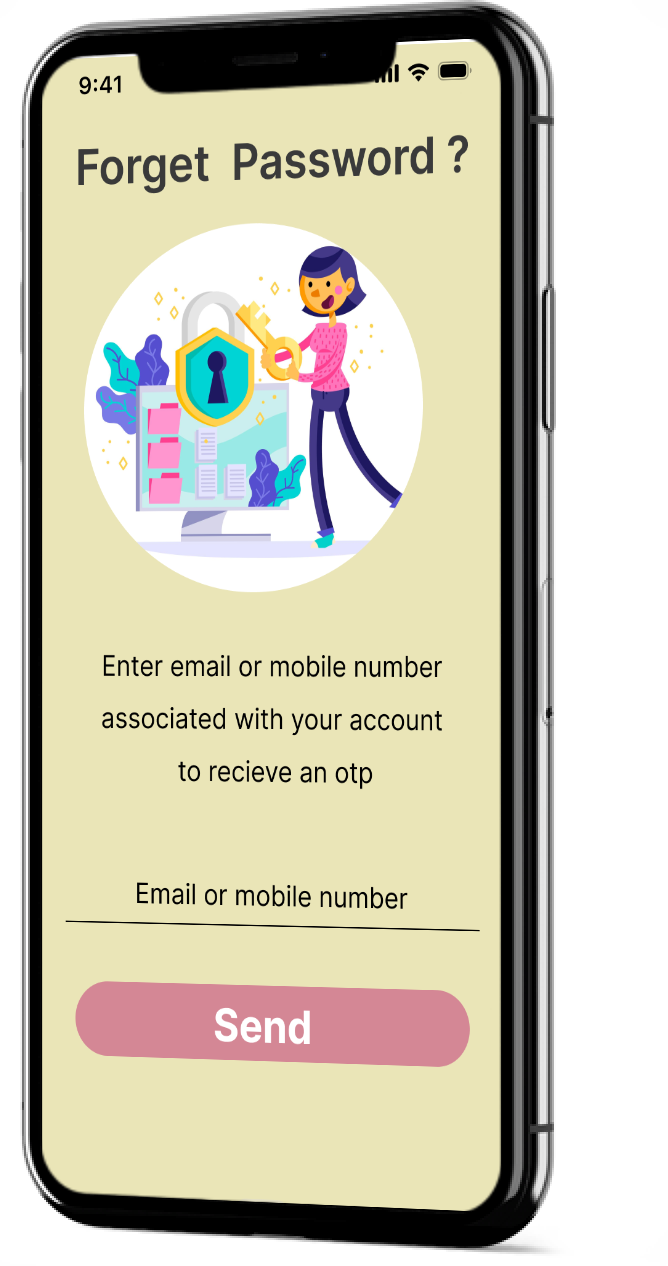 9:41
Forget Password ?
Enter email or mobile number
associated with your account
to recieve an otp
Email or mobile number
Send